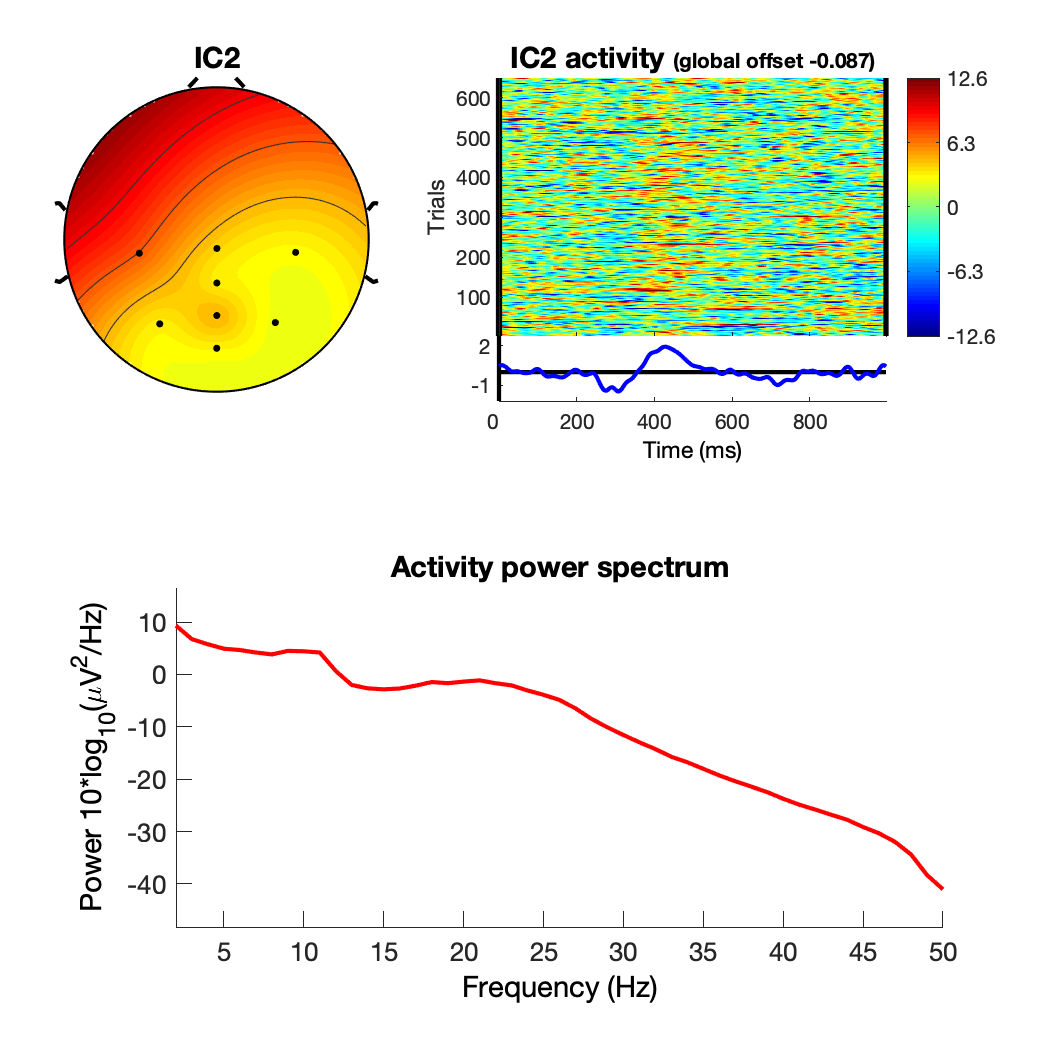 IC2
IC2 activity (global offset -0.087)
600
500
400
300
200
100
Trials
12.6
6.3
0
-6.3
-12.6
2
-1
0 200 400 600 800
Time (ms)
Activity power spectrum
10
0
-10
-20
-30
-40
Power 10*log10(μV²/Hz)
5 10 15 20 25 30 35 40 45 50
Frequency (Hz)